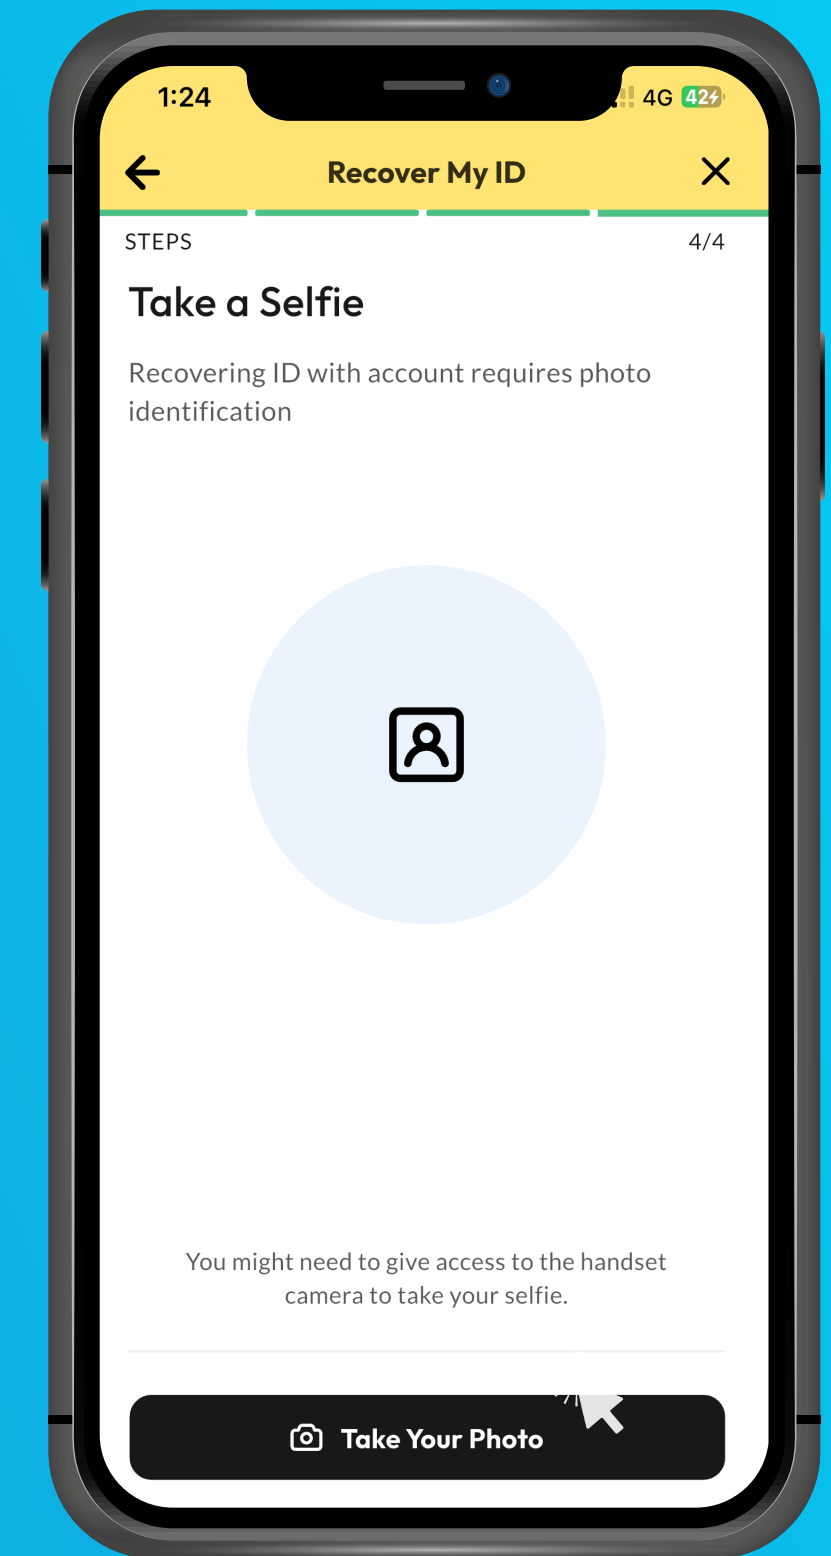 1:24
4G 42
Recover My ID
STEPS
4/4
Take a Selfie
Recovering ID with account requires photo
identification
You might need to give access to the handset
camera to take your selfie.
Take Your Photo